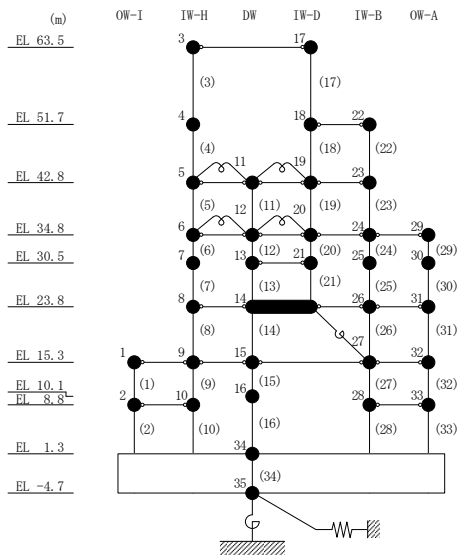 (m) OW-I IW-H DW IW-D IW-B OW-A
EL 63.5 3 17
(3) (17)
EL 51.7 4 18 22
(4) (18) (22)
11 19
EL 42.8 5 23
(5) (11) (19) (23)
12 20
EL 34.8 6 24 29
(6) (12) (20) (24) (29)
EL 30.5 7 13 21 25 30
(7) (13) (21) (25) (30)
EL 23.8 8 14 26 31
(8) (14) (26) (31)
27
EL 15.3 1 9 15 32
(1) (9) (15) (27) (32)
EL 10.1 16
EL 8.8 2 10 28 33
(2) (10) (16) (28) (33)
EL 1.3 34
(34)
EL -4.7 35